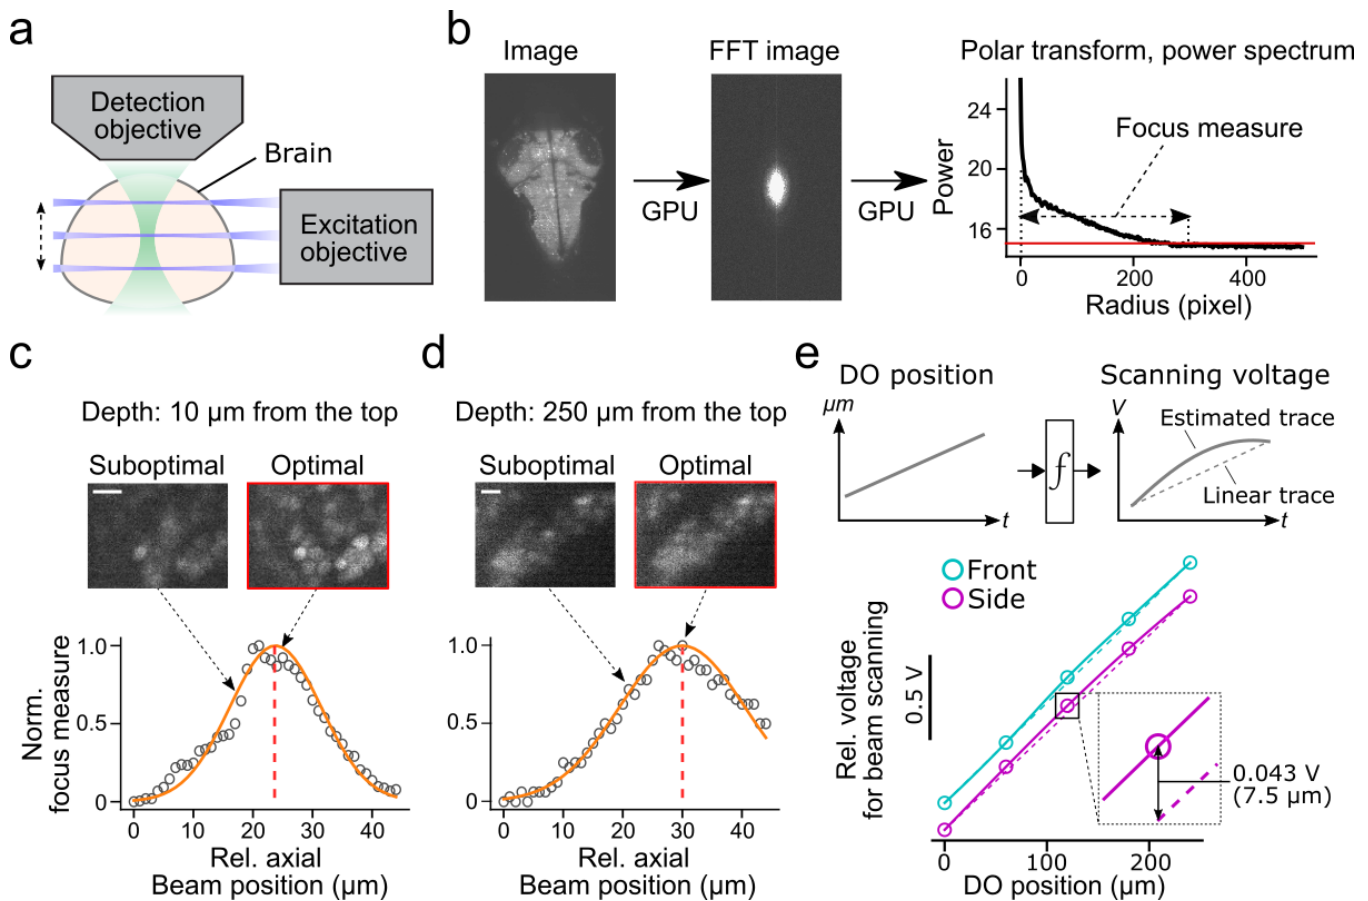 a
Detection
objective
Brain
Excitation
objective
b
Image
FFT image
Polar transform, power spectrum
GPU
GPU
Power
24
20
16
Focus measure
0
200
400
Radius (pixel)
c
Depth: 10 µm from the top
Suboptimal
Optimal
Norm.
focus measure
1.0
0.5
0
0
20
40
Rel. axial
Beam position (µm)
d
Depth: 250 µm from the top
Suboptimal
Optimal
1.0
0.5
0
0
10
20
30
40
Rel. axial
Beam position (µm)
e
DO position
µm
t
f
Scanning voltage
V
Estimated trace
Linear trace
t
Front
Side
Rel. voltage
for beam scanning
0.5 V
0.043 V
(7.5 µm)
0
100
200
DO position (µm)